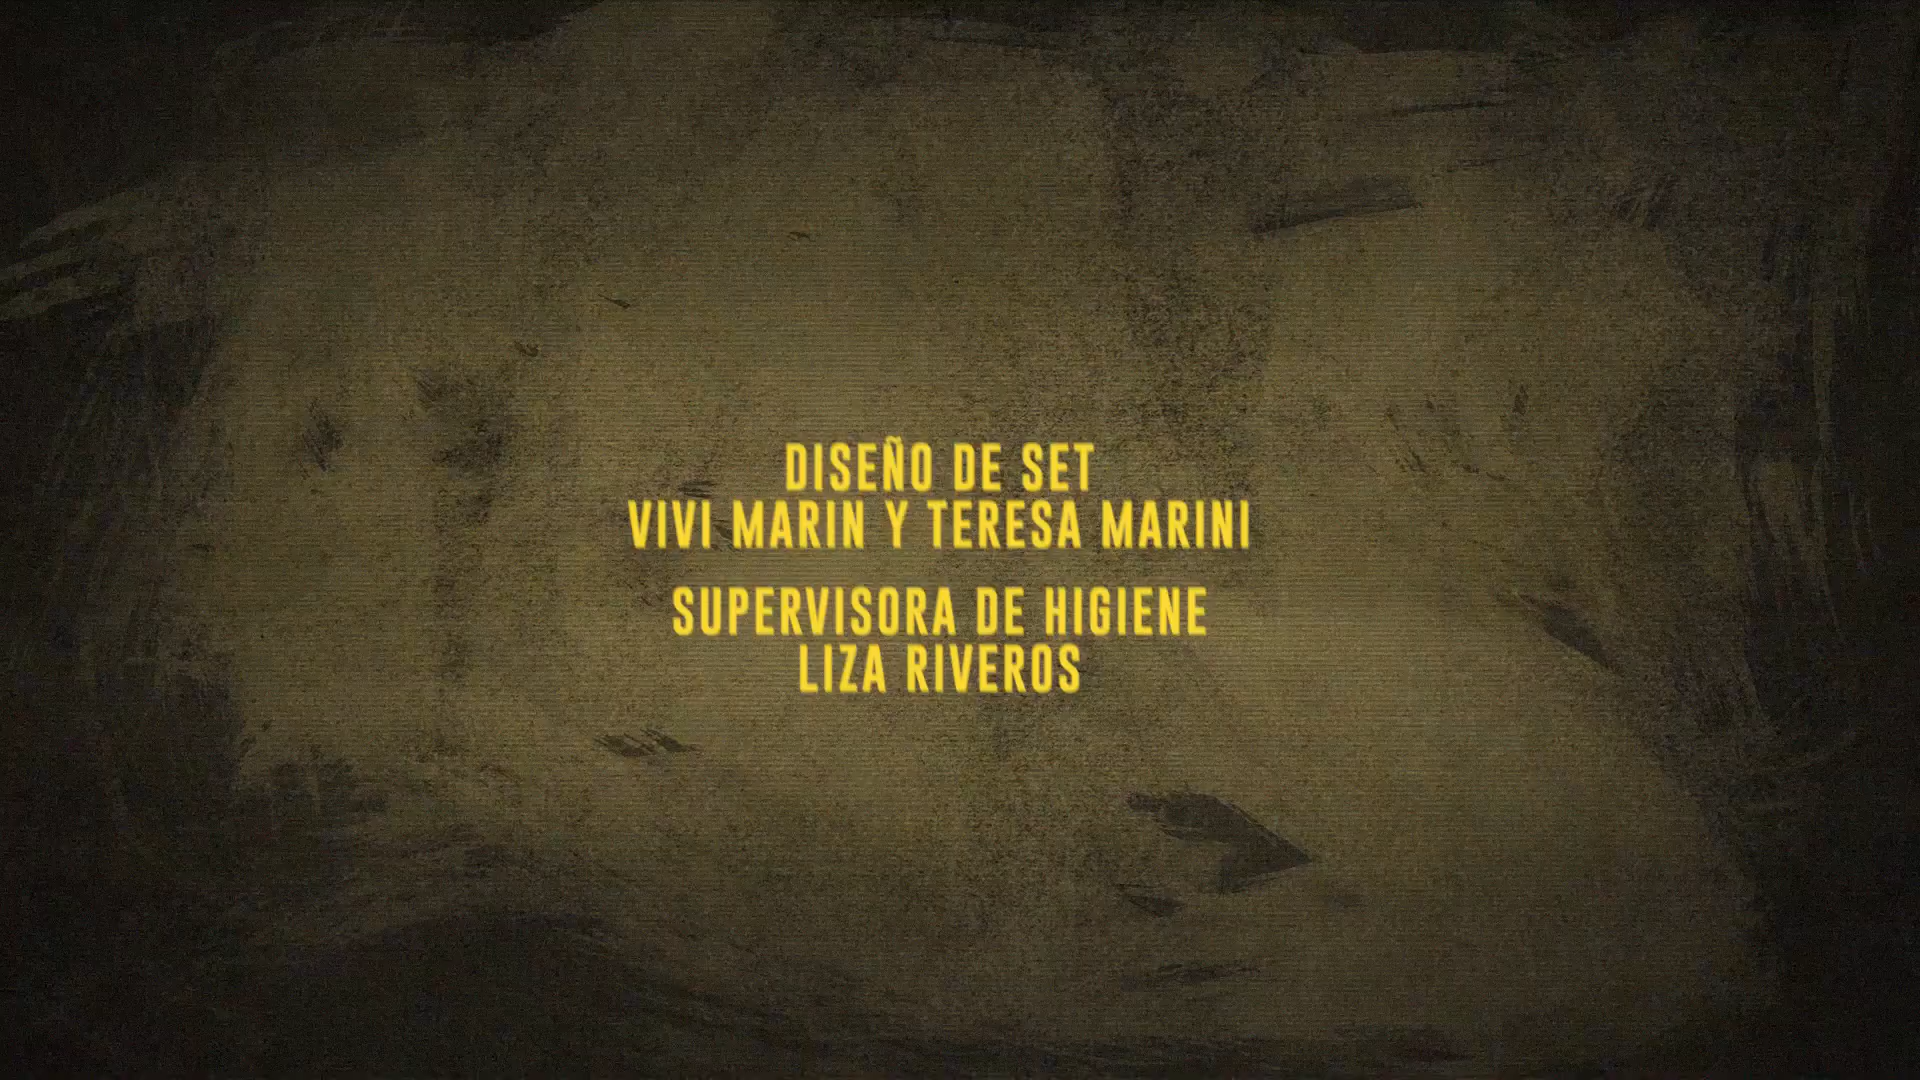 DISEÑO DE SET
VIVI MARIN Y TERESA MARINI
SUPERVISORA DE HIGIENE
LIZA RIVEROS